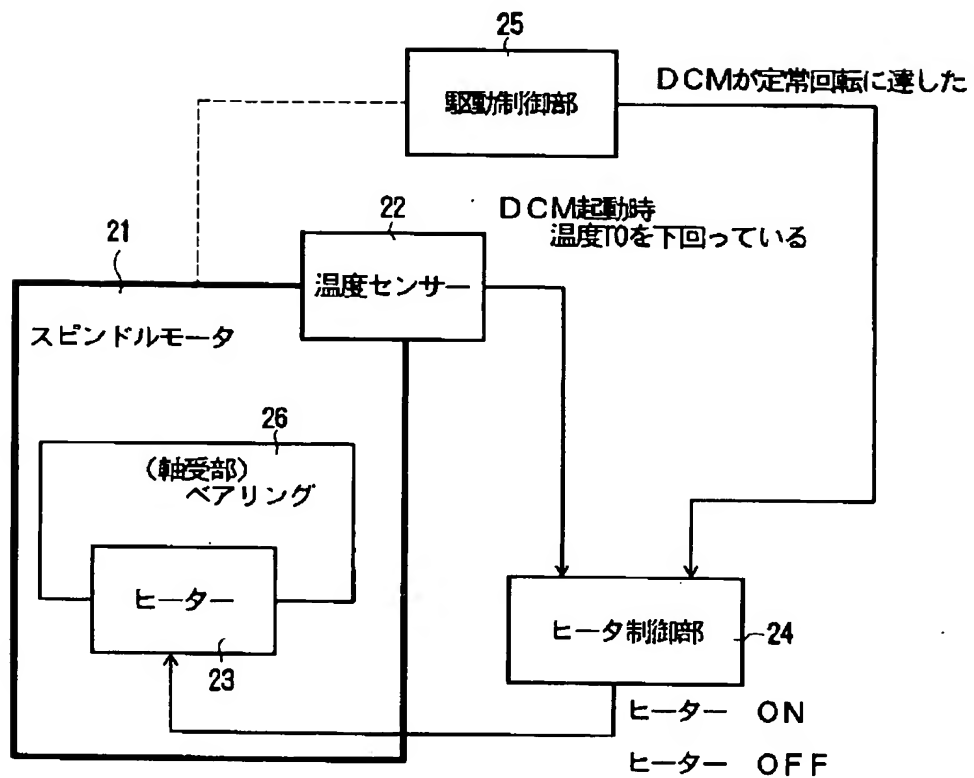 25
駆動制御部
DCMが定常回転に達した
22
温度センサー
DCM起動時
温度T0を下回っている
21
スピンドルモータ
26
(軸受部)
ベアリング
ヒーター
23
ヒータ制御部
24
ヒーター ON
ヒーター OFF